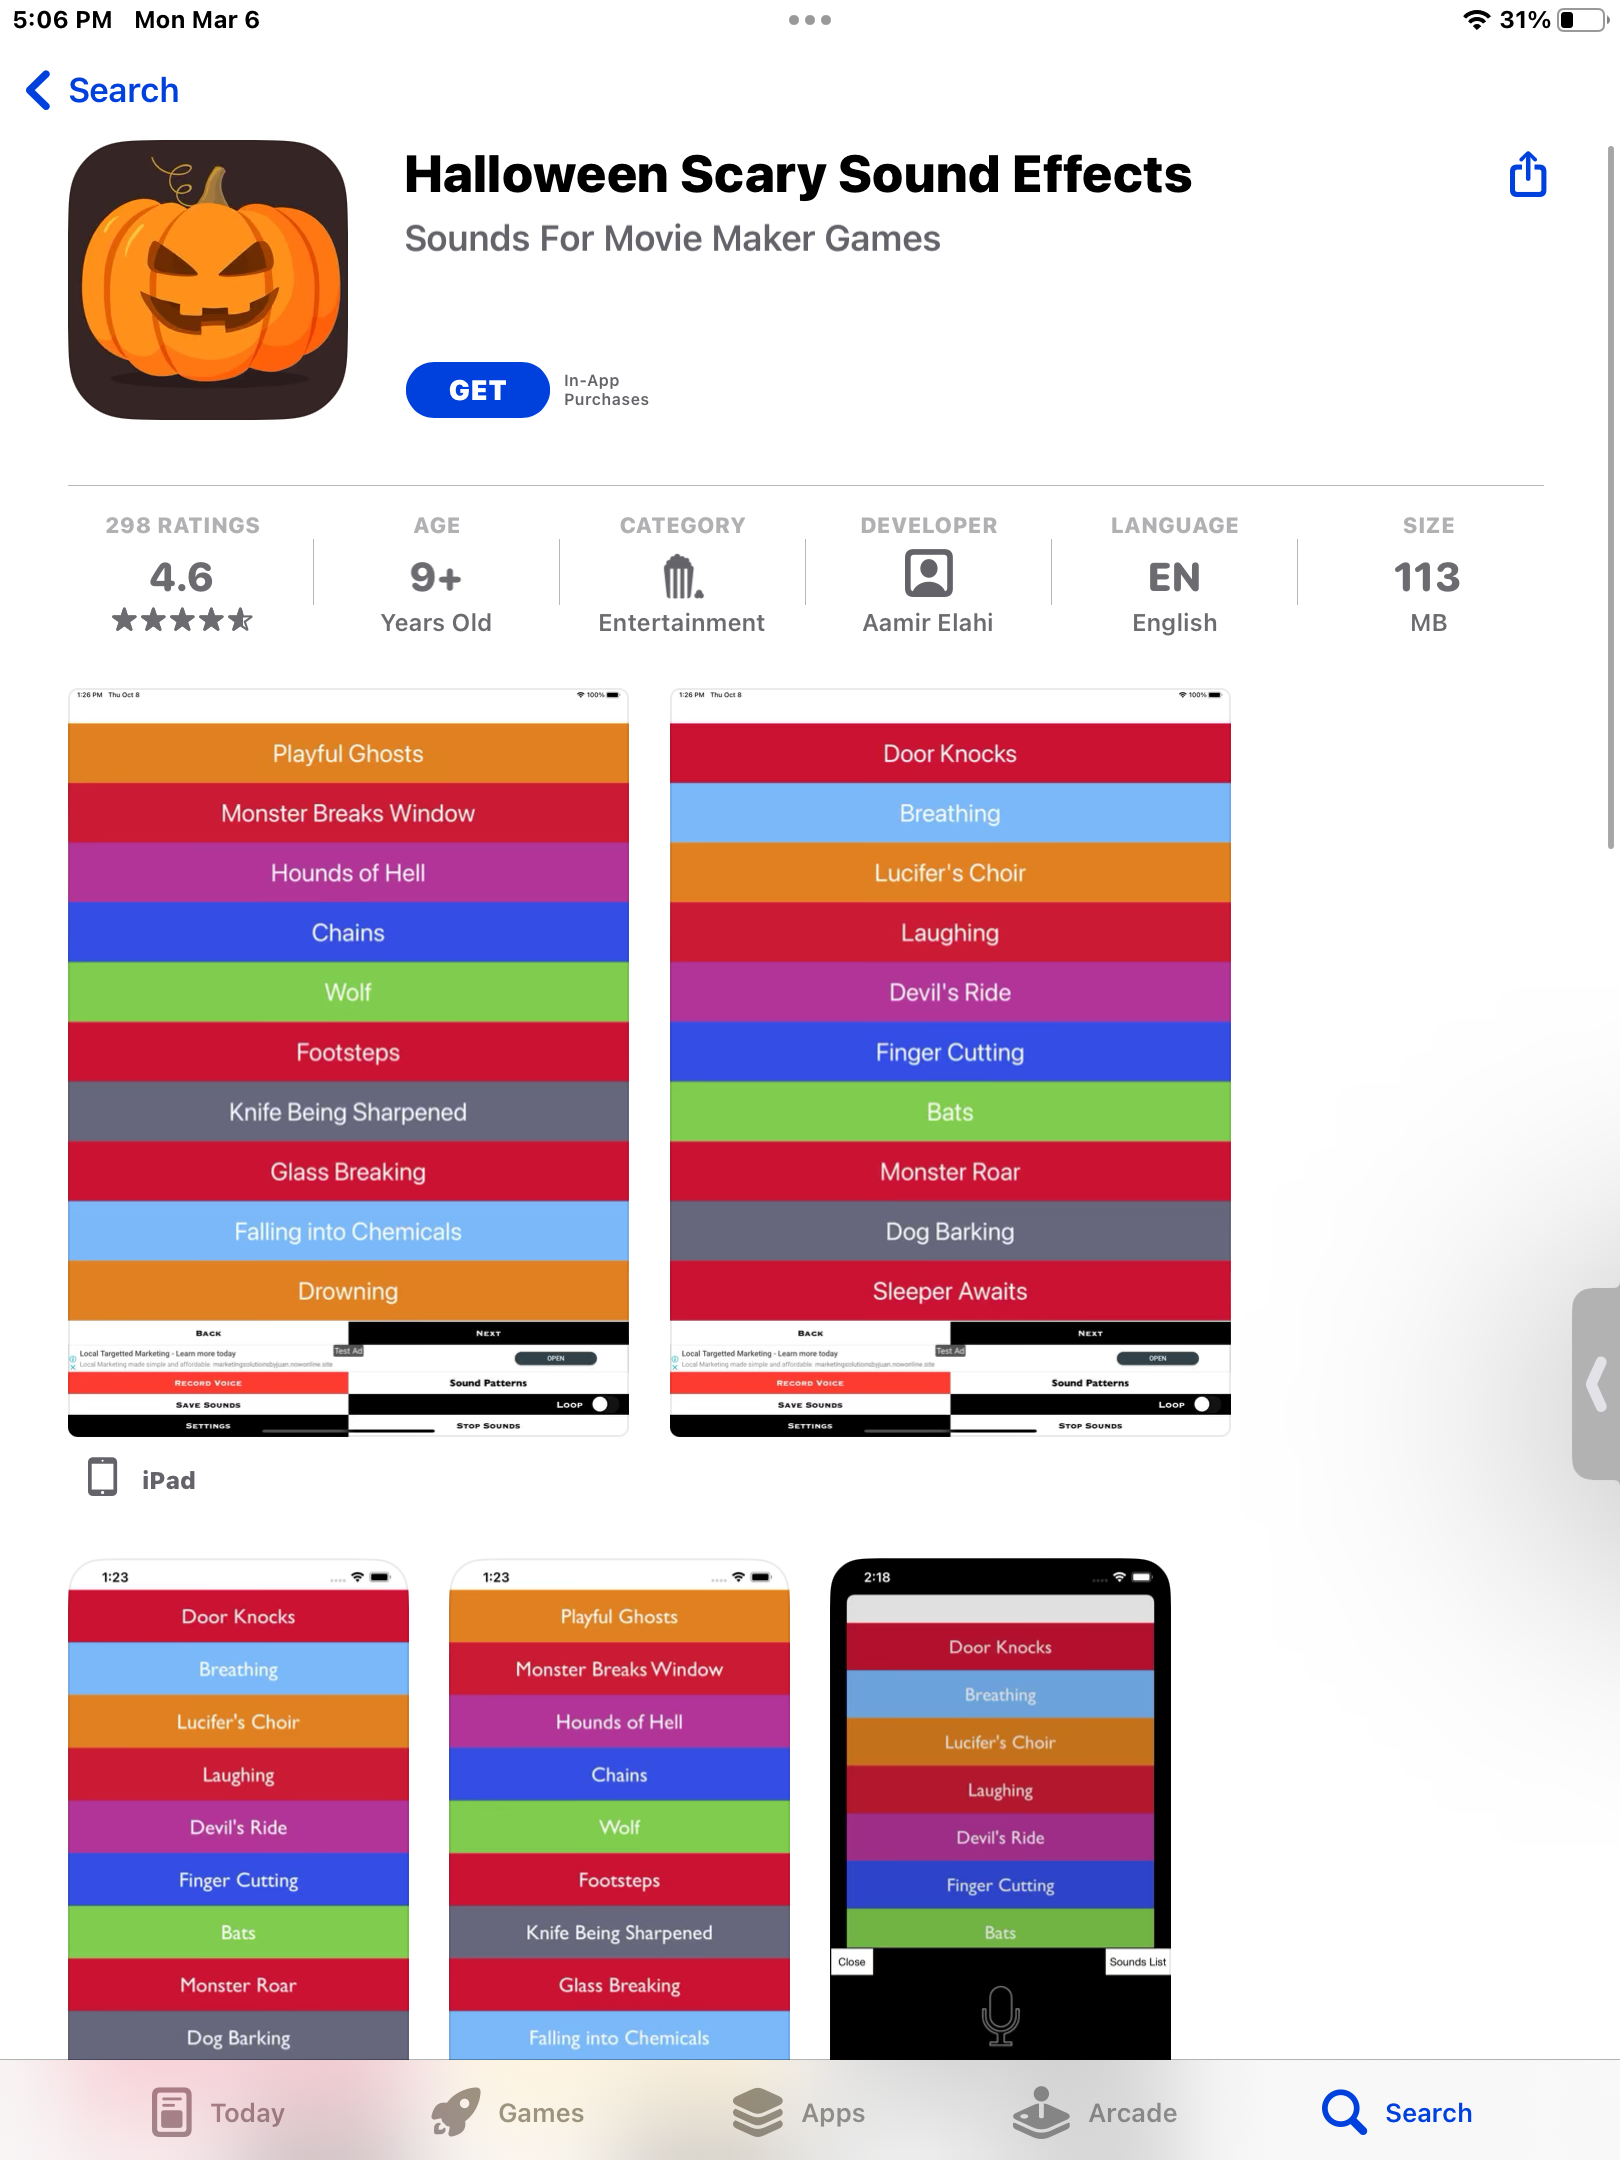 5:06 PM Mon Mar 6
31%
Search
Halloween Scary Sound Effects
Sounds For Movie Maker Games
GET
In-App
Purchases
298 RATINGS
4.6
AGE
9+
Years Old
CATEGORY
Entertainment
DEVELOPER
Aamir Elahi
LANGUAGE
EN
English
SIZE
113
MB
1:26 PM Thu Oct 8
100%
Playful Ghosts
Monster Breaks Window
Hounds of Hell
Chains
Wolf
Footsteps
Knife Being Sharpened
Glass Breaking
Falling into Chemicals
Drowning
BACK
NEXT
Local Targetted Marketing - Learn more today
Local Marketing made simple and affordable. marketingsolutionsbyjuan.nowonline.site
Test Ad
OPEN
RECORD VOICE
Sound Patterns
SAVE SOUNDS
LOOP
SETTINGS
STOP SOUNDS
1:26 PM Thu Oct 8
100%
Door Knocks
Breathing
Lucifer's Choir
Laughing
Devil's Ride
Finger Cutting
Bats
Monster Roar
Dog Barking
Sleeper Awaits
BACK
NEXT
Local Targetted Marketing - Learn more today
Local Marketing made simple and affordable. marketingsolutionsbyjuan.nowonline.site
Test Ad
OPEN
RECORD VOICE
Sound Patterns
SAVE SOUNDS
LOOP
SETTINGS
STOP SOUNDS
iPad
1:23
Door Knocks
Breathing
Lucifer's Choir
Laughing
Devil's Ride
Finger Cutting
Bats
Monster Roar
Dog Barking
1:23
Playful Ghosts
Monster Breaks Window
Hounds of Hell
Chains
Wolf
Footsteps
Knife Being Sharpened
Glass Breaking
Falling into Chemicals
2:18
Door Knocks
Breathing
Lucifer's Choir
Laughing
Devil's Ride
Finger Cutting
Bats
Close
Sounds List
Today
Games
Apps
Arcade
Search